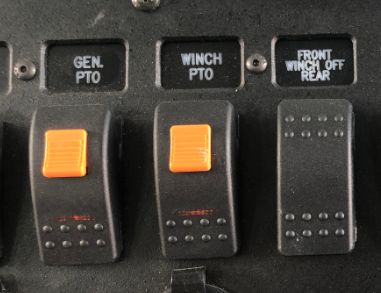 GEN.
PTO
WINCH
PTO
FRONT
WINCH OFF
REAR